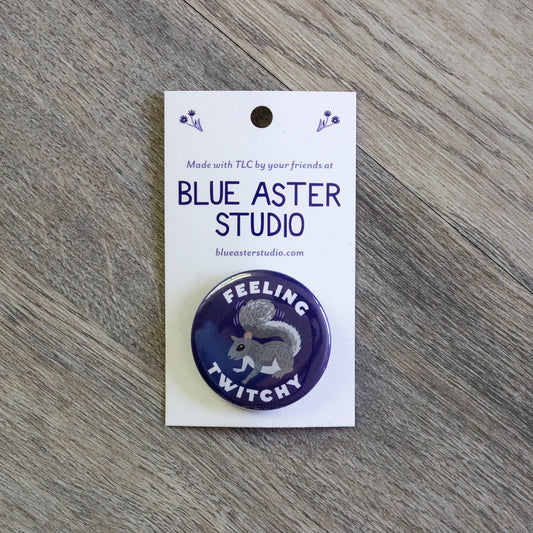 Made with TLC by your friends at
BLUE ASTER
STUDIO
blueasterstudio.com
FEELING
TWITCHY